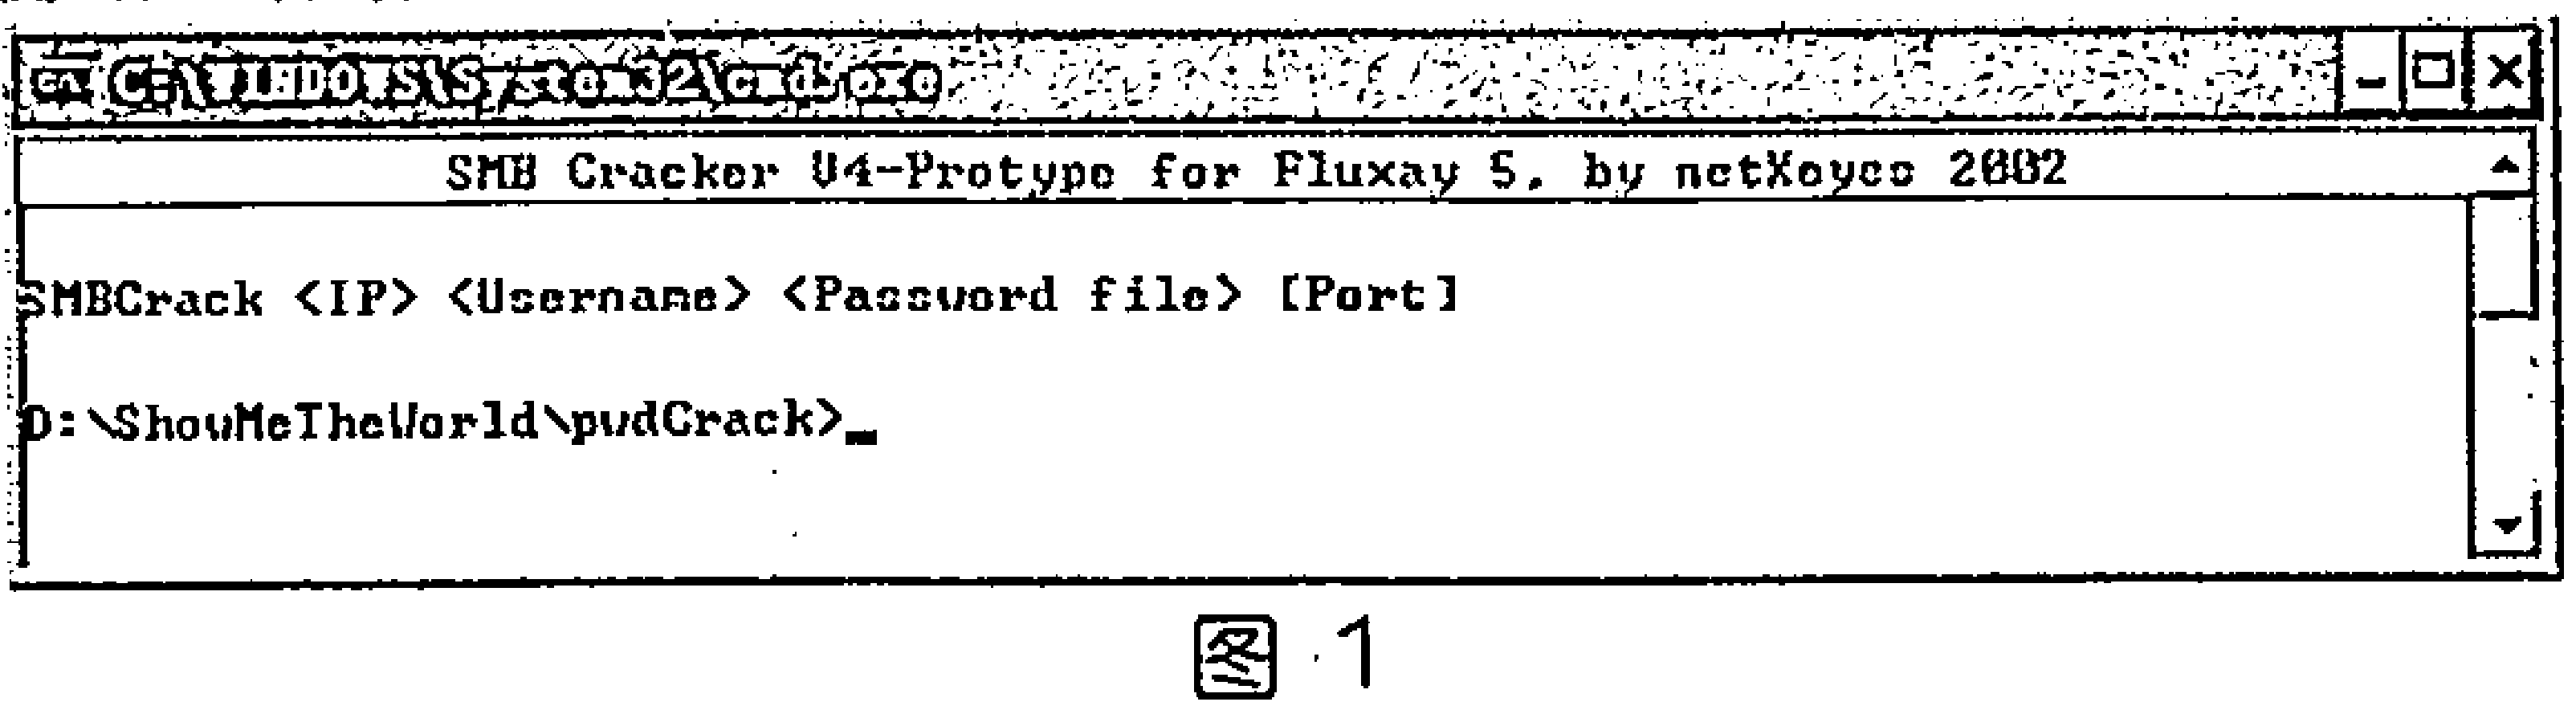 C:\WINDOWS\System32\cmd.exe
SMB Cracker V4-Protype for Fluxay 5, by netXeyes 2002
SMBCrack <IP> <Username> <Password file> [Port]
D:\ShowMeTheWorld\pwdCrack>_
图 1